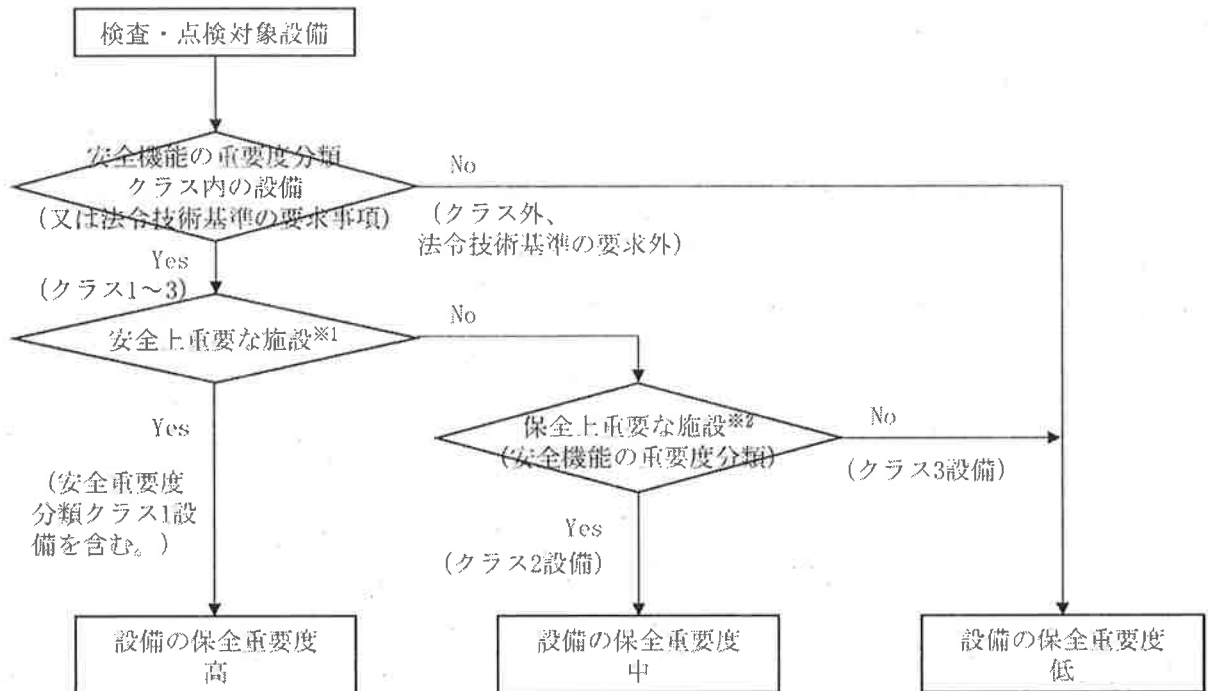 検査・点検対象設備
安全機能の重要度分類
クラス内の設備
(又は法令技術基準の要求事項)
No
(クラス外、
法令技術基準の要求外)
Yes
(クラス1～3)
安全上重要な施設※1
No
保全上重要な施設※2
(安全機能の重要度分類)
No
(クラス3設備)
Yes
(安全重要度
分類クラス1設
備を含む。)
Yes
(クラス2設備)
設備の保全重要度
高
設備の保全重要度
中
設備の保全重要度
低